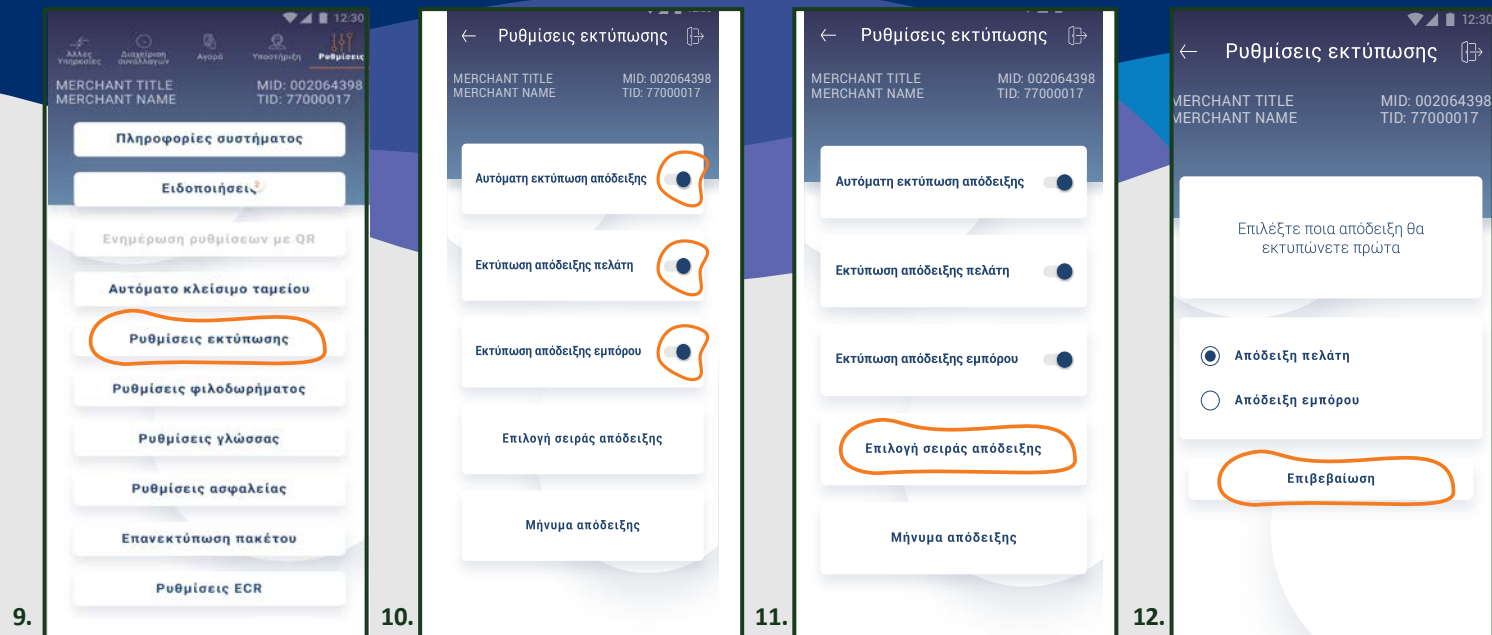 12:30
Άλλες Υπηρεσίες
Διαχείριση συναλλαγών
Αγορά
Υποστήριξη
Ρυθμίσεις
MERCHANT TITLE MID: 002064398
MERCHANT NAME TID: 77000017
Πληροφορίες συστήματος
Ειδοποιήσεις 2
Ενημέρωση ρυθμίσεων με QR
Αυτόματο κλείσιμο ταμείου
Ρυθμίσεις εκτύπωσης
Ρυθμίσεις φιλοδωρήματος
Ρυθμίσεις γλώσσας
Ρυθμίσεις ασφαλείας
Επανεκτύπωση πακέτου
Ρυθμίσεις ECR
9.
Ρυθμίσεις εκτύπωσης
MERCHANT TITLE MID: 002064398
MERCHANT NAME TID: 77000017
Αυτόματη εκτύπωση απόδειξης
Εκτύπωση απόδειξης πελάτη
Εκτύπωση απόδειξης εμπόρου
Επιλογή σειράς απόδειξης
Μήνυμα απόδειξης
10.
Ρυθμίσεις εκτύπωσης
MERCHANT TITLE MID: 002064398
MERCHANT NAME TID: 77000017
Αυτόματη εκτύπωση απόδειξης
Εκτύπωση απόδειξης πελάτη
Εκτύπωση απόδειξης εμπόρου
Επιλογή σειράς απόδειξης
Μήνυμα απόδειξης
11.
12:30
Ρυθμίσεις εκτύπωσης
MERCHANT TITLE MID: 002064398
MERCHANT NAME TID: 77000017
Επιλέξτε ποια απόδειξη θα
εκτυπώνετε πρώτα
Απόδειξη πελάτη
Απόδειξη εμπόρου
Επιβεβαίωση
12.